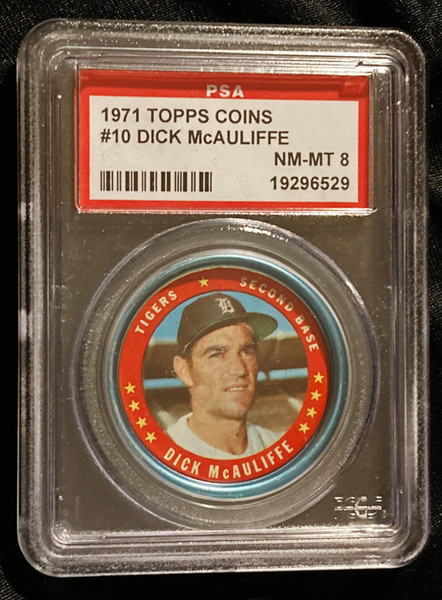 PSA
1971 TOPPS COINS
#10 DICK McAULIFFE
NM-MT 8
19296529
TIGERS ★ SECOND BASE
B
DICK McAULIFFE